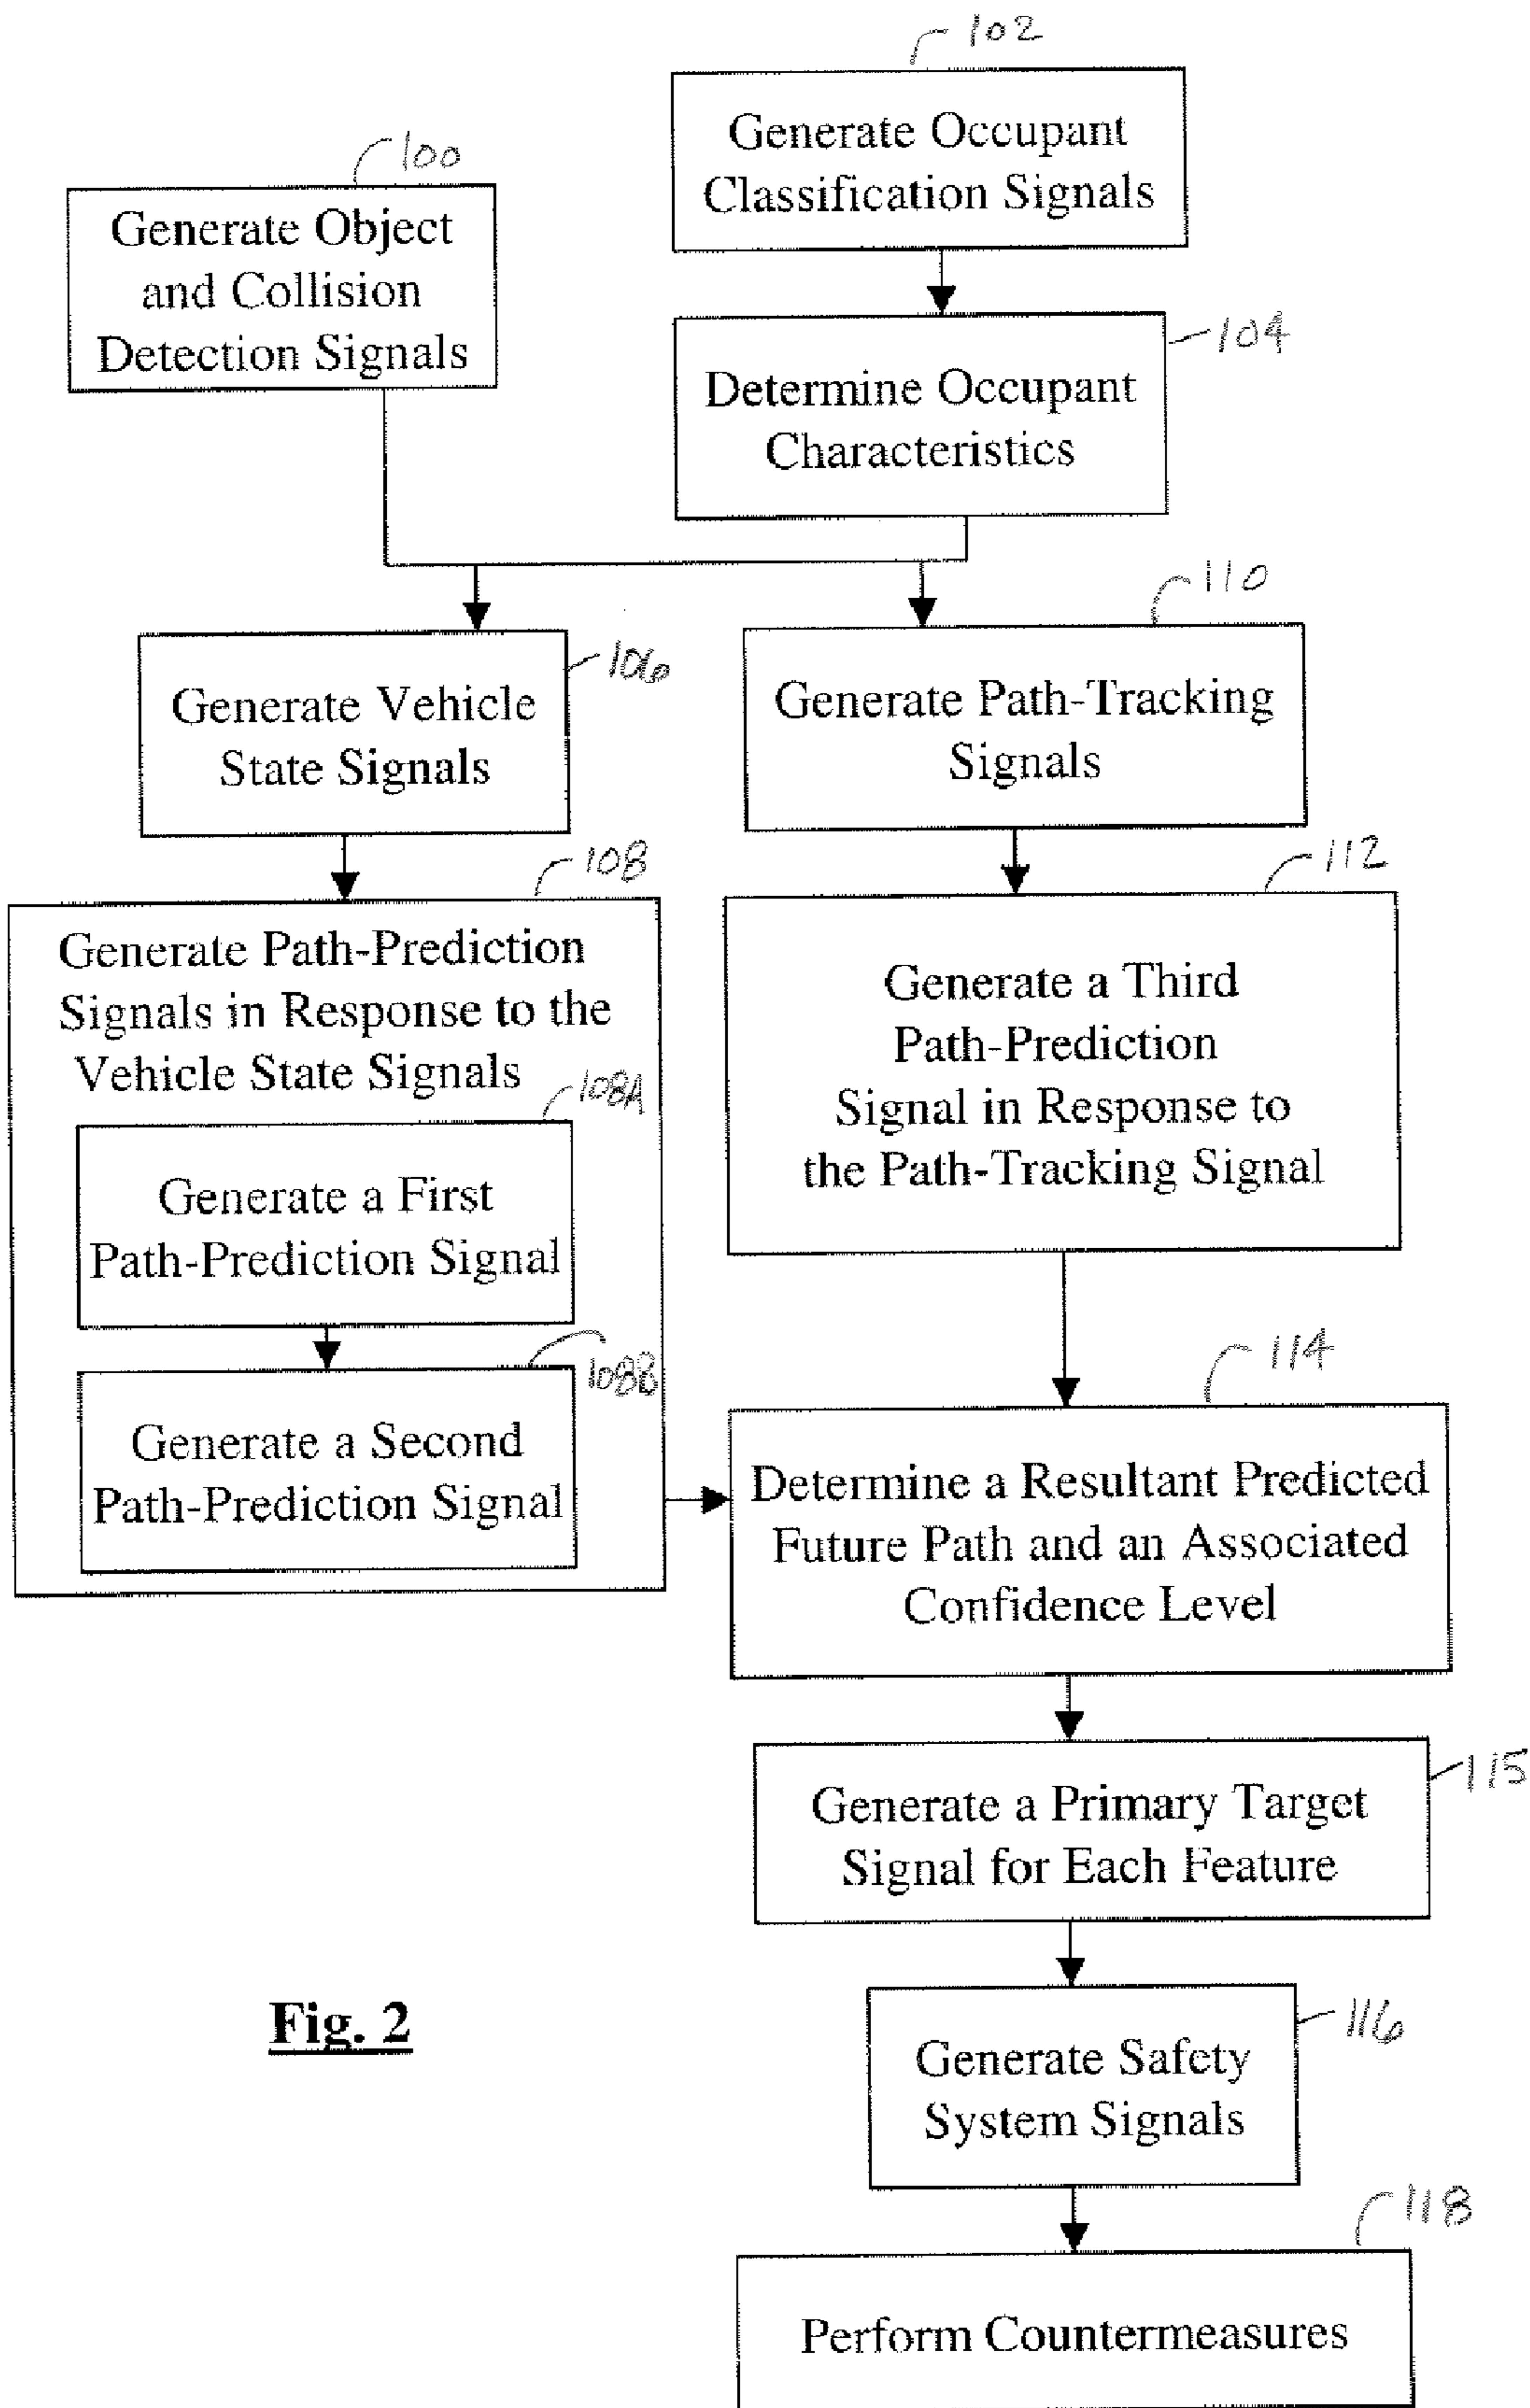 102
Generate Occupant
Classification Signals
100
Generate Object
and Collision
Detection Signals
104
Determine Occupant
Characteristics
110
106
Generate Vehicle
State Signals
Generate Path-Tracking
Signals
108
Generate Path-Prediction
Signals in Response to the
Vehicle State Signals
112
Generate a Third
Path-Prediction
Signal in Response to
the Path-Tracking Signal
108A
Generate a First
Path-Prediction Signal
108B
Generate a Second
Path-Prediction Signal
114
Determine a Resultant Predicted
Future Path and an Associated
Confidence Level
115
Generate a Primary Target
Signal for Each Feature
116
Generate Safety
System Signals
Fig. 2
118
Perform Countermeasures